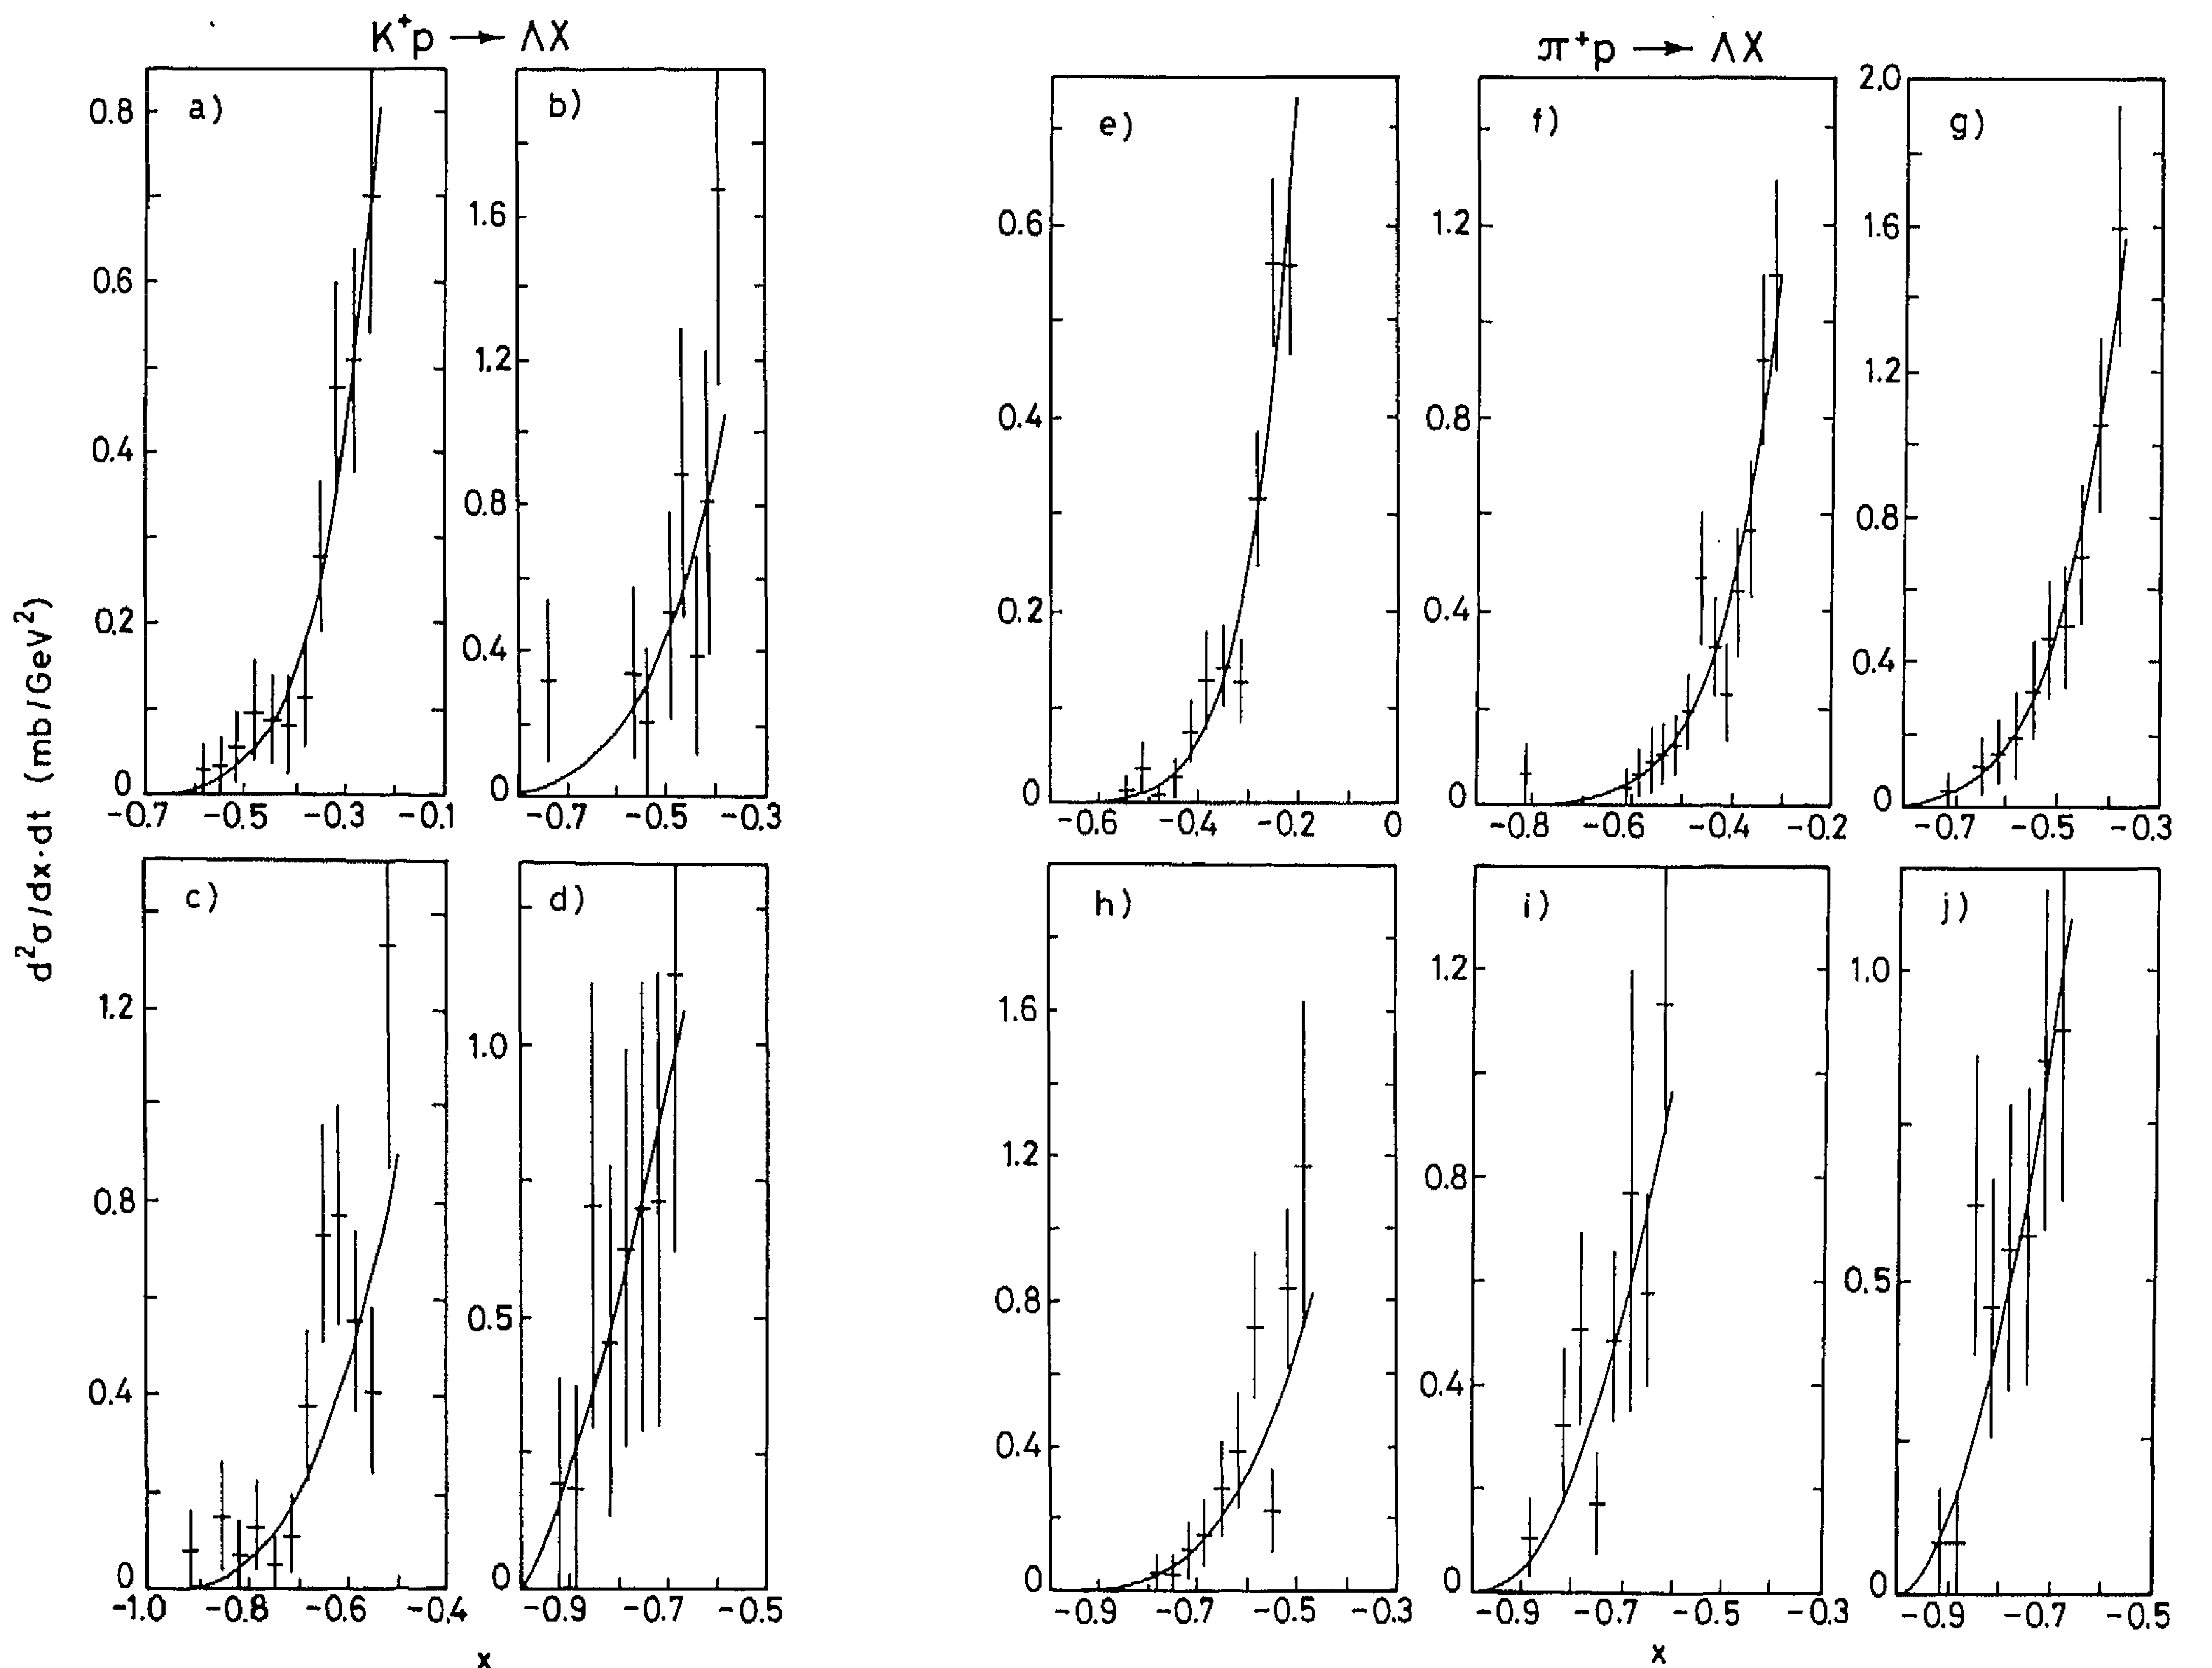 K⁺p → ΛX
π⁺p → ΛX
a)
0.8
0.6
0.4
0.2
0
-0.7 -0.5 -0.3 -0.1
b)
1.6
1.2
0.8
0.4
0
-0.7 -0.5 -0.3
e)
0.6
0.4
0.2
0
-0.6 -0.4 -0.2 0
f)
1.2
0.8
0.4
0
-0.8 -0.6 -0.4 -0.2
g)
2.0
1.6
1.2
0.8
0.4
0
-0.7 -0.5 -0.3
d²σ/dx·dt (mb/GeV²)
c)
1.2
0.8
0.4
0
-1.0 -0.8 -0.6 -0.4
d)
1.0
0.5
0
-0.9 -0.7 -0.5
x
h)
1.6
1.2
0.8
0.4
0
-0.9 -0.7 -0.5
i)
1.2
0.8
0.4
0
-0.9 -0.7 -0.5 -0.3
j)
1.0
0.5
0
-0.9 -0.7 -0.5
x